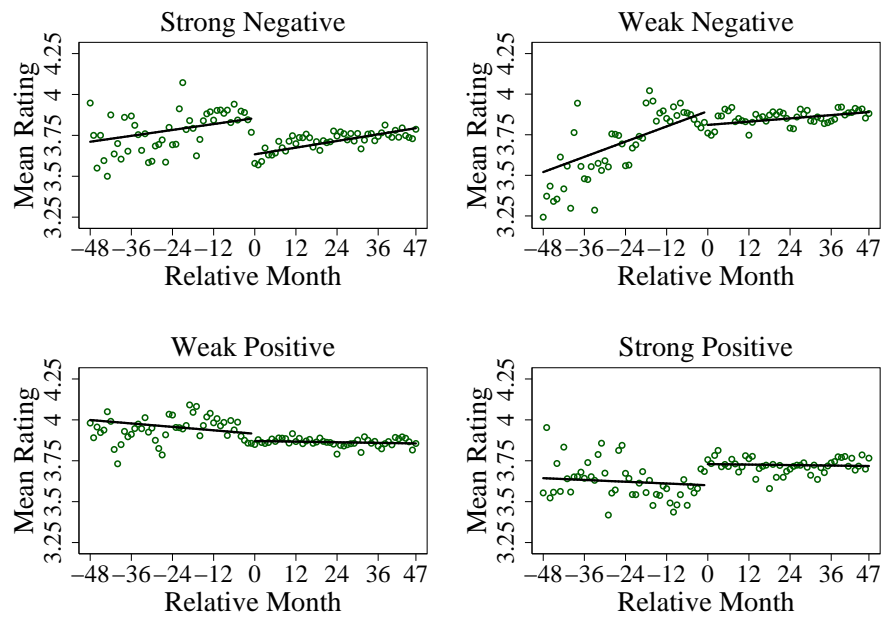 Strong Negative
Mean Rating
3.25 3.5 3.75 4 4.25
−48 −36 −24 −12 0 12 24 36 47
Relative Month
Weak Negative
Mean Rating
3.25 3.5 3.75 4 4.25
−48 −36 −24 −12 0 12 24 36 47
Relative Month
Weak Positive
Mean Rating
3.25 3.5 3.75 4 4.25
−48 −36 −24 −12 0 12 24 36 47
Relative Month
Strong Positive
Mean Rating
3.25 3.5 3.75 4 4.25
−48 −36 −24 −12 0 12 24 36 47
Relative Month